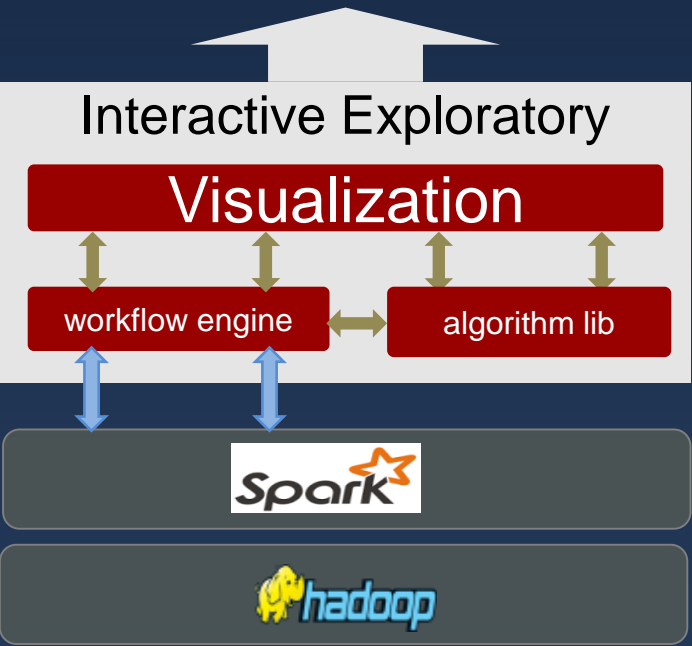 Interactive Exploratory
Visualization
workflow engine
algorithm lib
Spark
hadoop